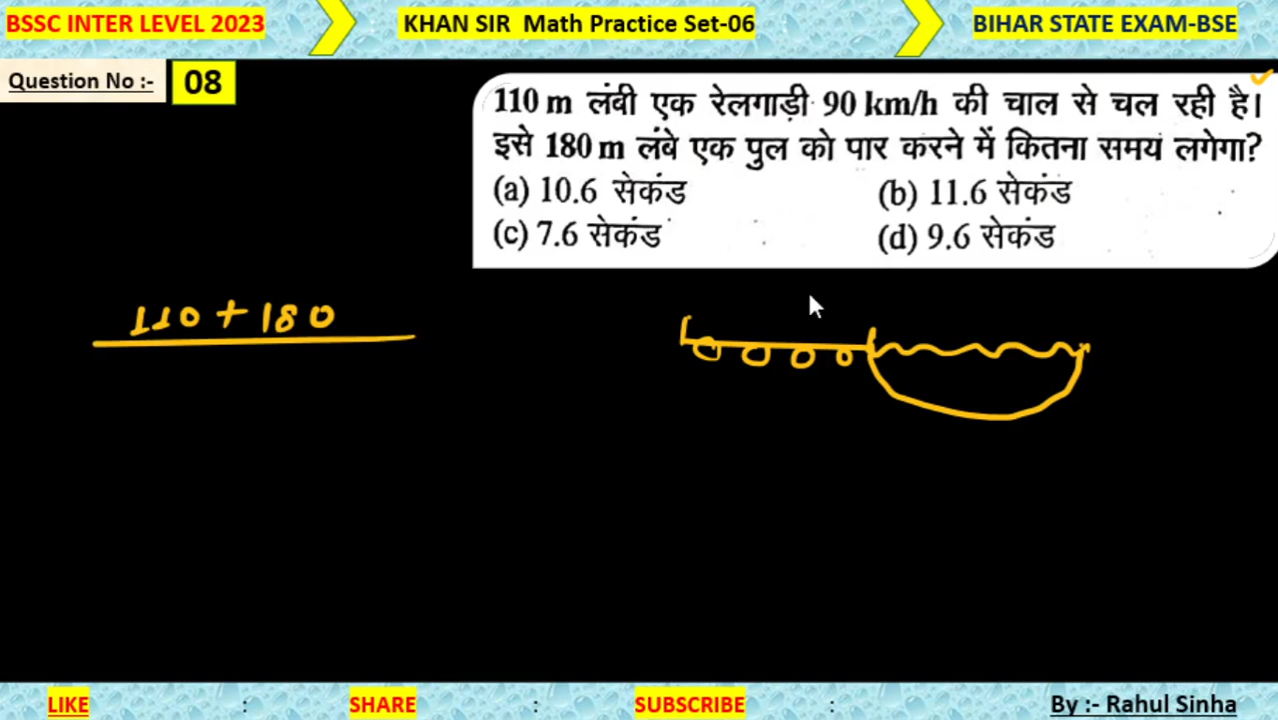 BSSC INTER LEVEL 2023
KHAN SIR Math Practice Set-06
BIHAR STATE EXAM-BSE
Question No :- 08
110 m लंबी एक रेलगाड़ी 90 km/h की चाल से चल रही है।
इसे 180 m लंबे एक पुल को पार करने में कितना समय लगेगा?
(a) 10.6 सेकंड (b) 11.6 सेकंड
(c) 7.6 सेकंड (d) 9.6 सेकंड
110 + 180
LIKE : SHARE : SUBSCRIBE : By :- Rahul Sinha